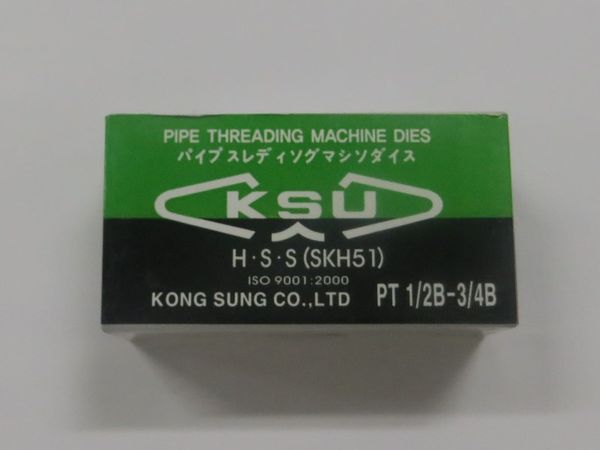 PIPE THREADING MACHINE DIES
パイプスレディソグマシソダイス
KSU
H·S·S (SKH51)
ISO 9001:2000
KONG SUNG CO.,LTD PT 1/2B-3/4B